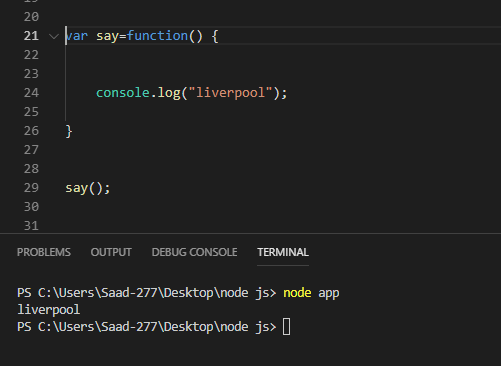 20
21 var say=function() {
22
23
24 console.log("liverpool");
25
26 }
27
28
29 say();
30
31
PROBLEMS OUTPUT DEBUG CONSOLE TERMINAL
PS C:\Users\Saad-277\Desktop\node js> node app
liverpool
PS C:\Users\Saad-277\Desktop\node js>